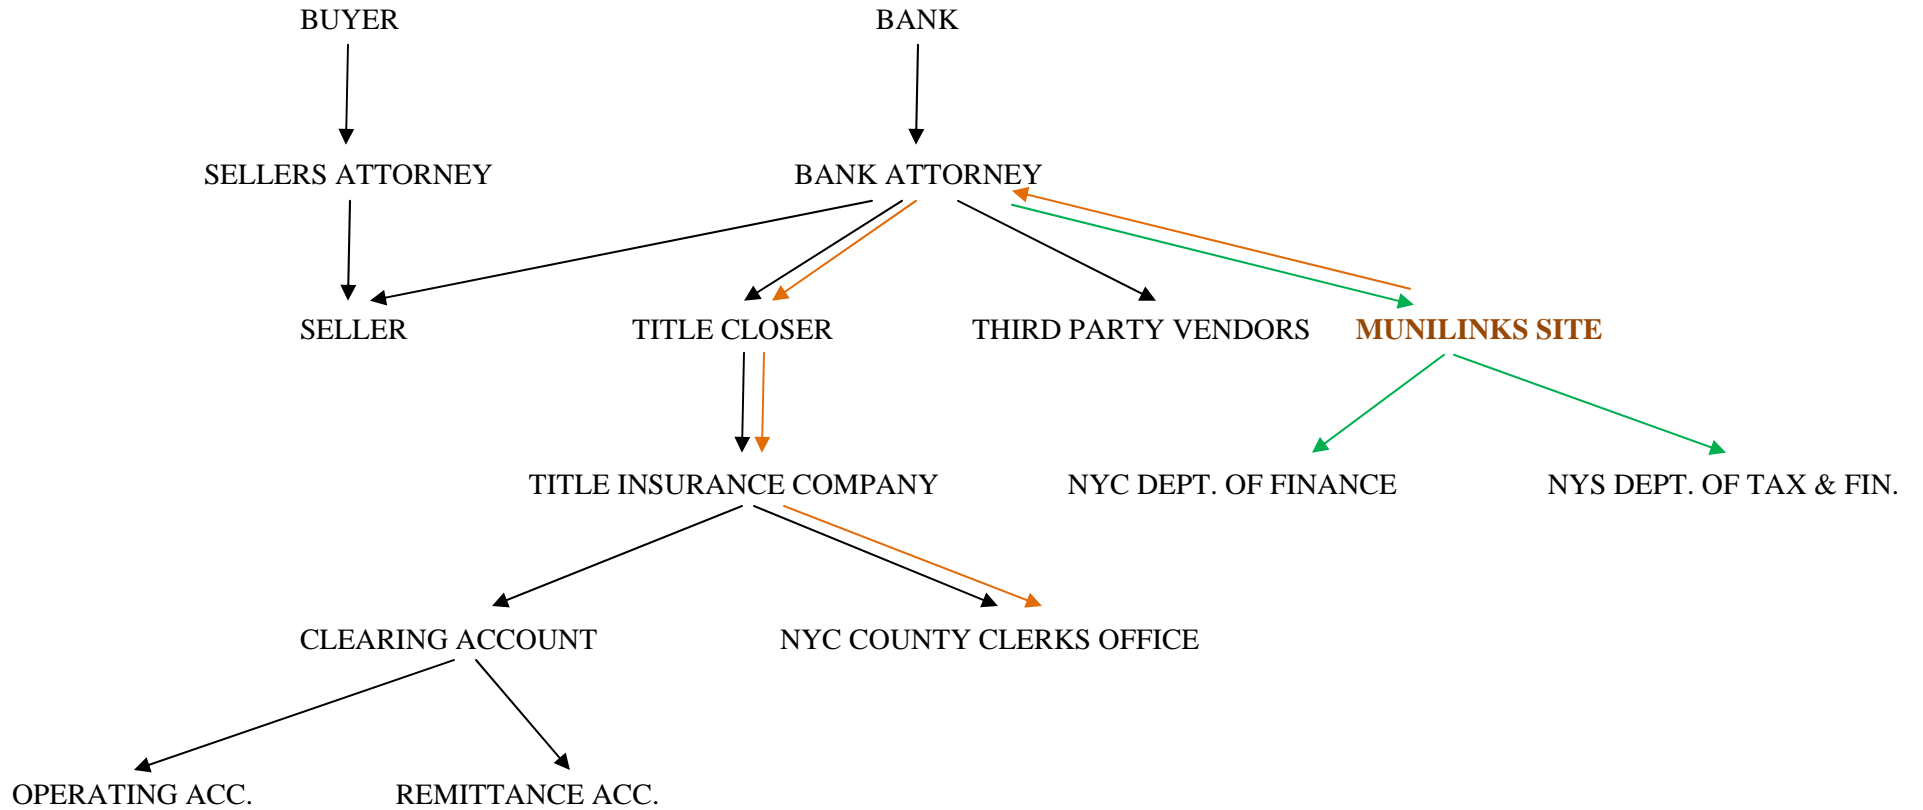 BUYER
BANK
SELLERS ATTORNEY
BANK ATTORNEY
SELLER
TITLE CLOSER
THIRD PARTY VENDORS
MUNILINKS SITE
TITLE INSURANCE COMPANY
NYC DEPT. OF FINANCE
NYS DEPT. OF TAX & FIN.
CLEARING ACCOUNT
NYC COUNTY CLERKS OFFICE
OPERATING ACC.
REMITTANCE ACC.